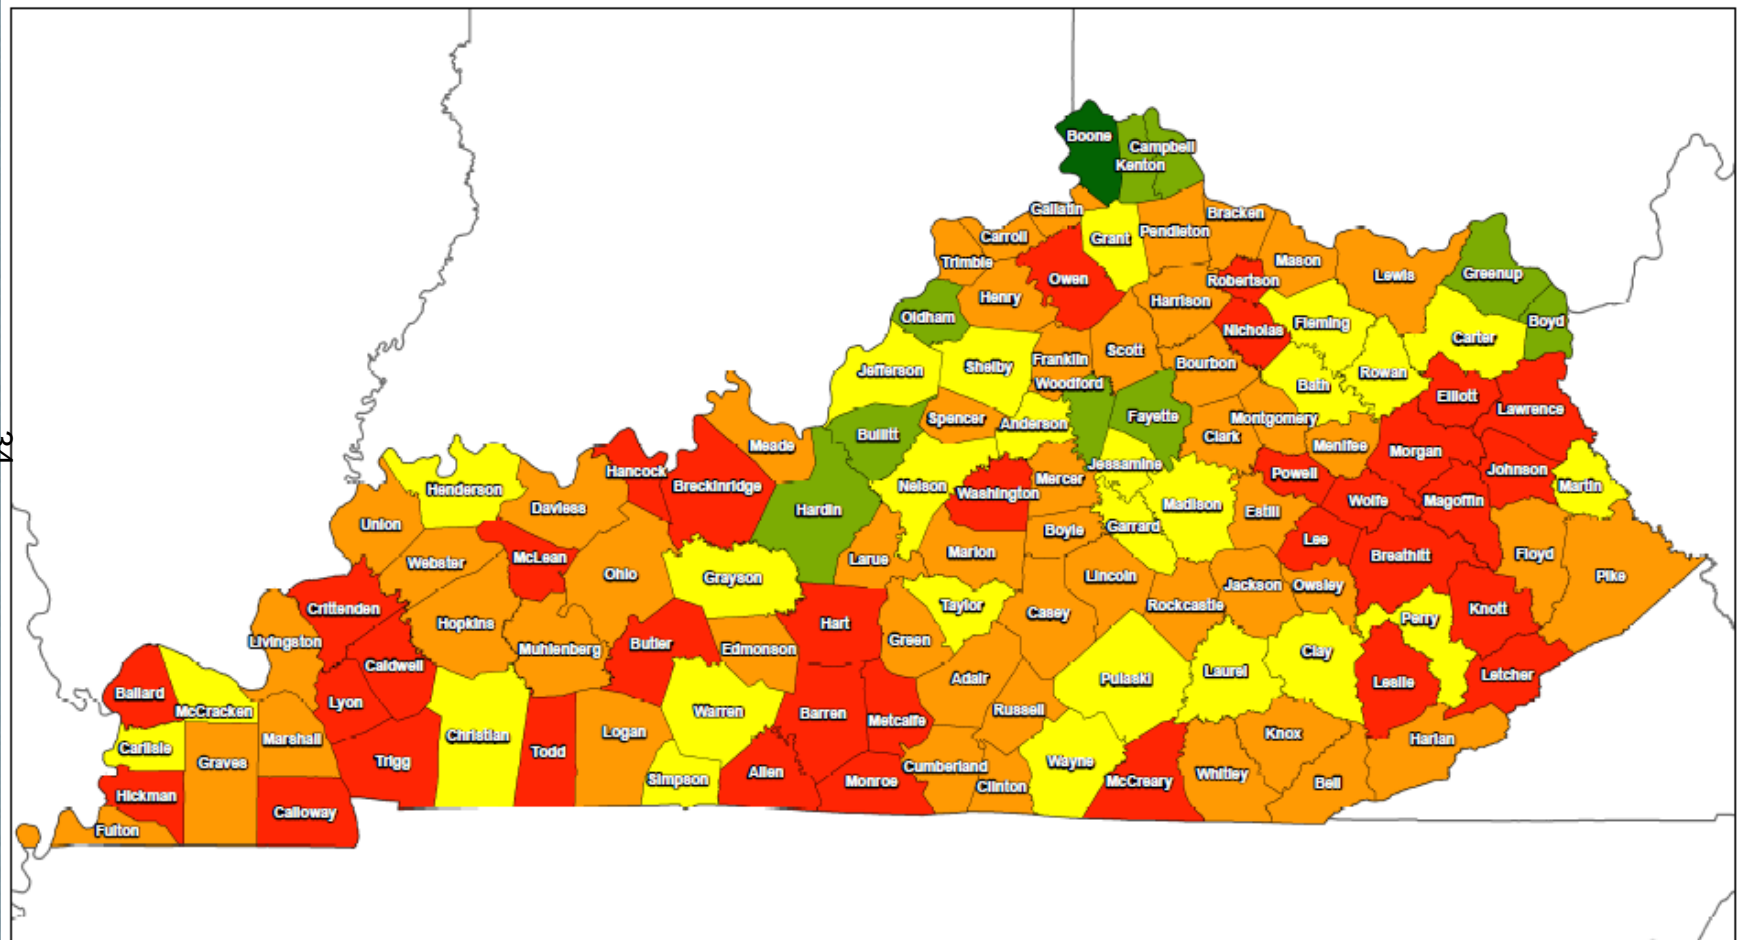 Boone
Campbell
Kenton
Gallatin
Bracken
Carroll
Grant
Pendleton
Trimble
Mason
Owen
Robertson
Lewis
Greenup
Henry
Harrison
Oldham
Nicholas
Fleming
Boyd
Carter
Franklin
Scott
Bourbon
Jefferson
Shelby
Woodford
Bath
Rowan
Elliott
Lawrence
Spencer
Anderson
Fayette
Montgomery
Bullitt
Clark
Menifee
Meade
Morgan
Jessamine
Hancock
Breckinridge
Nelson
Washington
Mercer
Powell
Johnson
Martin
Henderson
Daviess
Hardin
Madison
Estill
Wolfe
Magoffin
Union
Garrard
Boyle
Lee
Webster
McLean
Larue
Marion
Breathitt
Floyd
Ohio
Grayson
Lincoln
Jackson
Owsley
Pike
Crittenden
Taylor
Casey
Rockcastle
Knott
Hopkins
Hart
Perry
Livingston
Muhlenberg
Butler
Edmonson
Green
Clay
Caldwell
Adair
Pulaski
Laurel
Leslie
Letcher
Ballard
Lyon
McCracken
Warren
Barren
Metcalfe
Russell
Carlisle
Marshall
Christian
Todd
Logan
Knox
Harlan
Graves
Trigg
Simpson
Allen
Monroe
Cumberland
Clinton
Wayne
McCreary
Whitley
Bell
Hickman
Calloway
Fulton
34